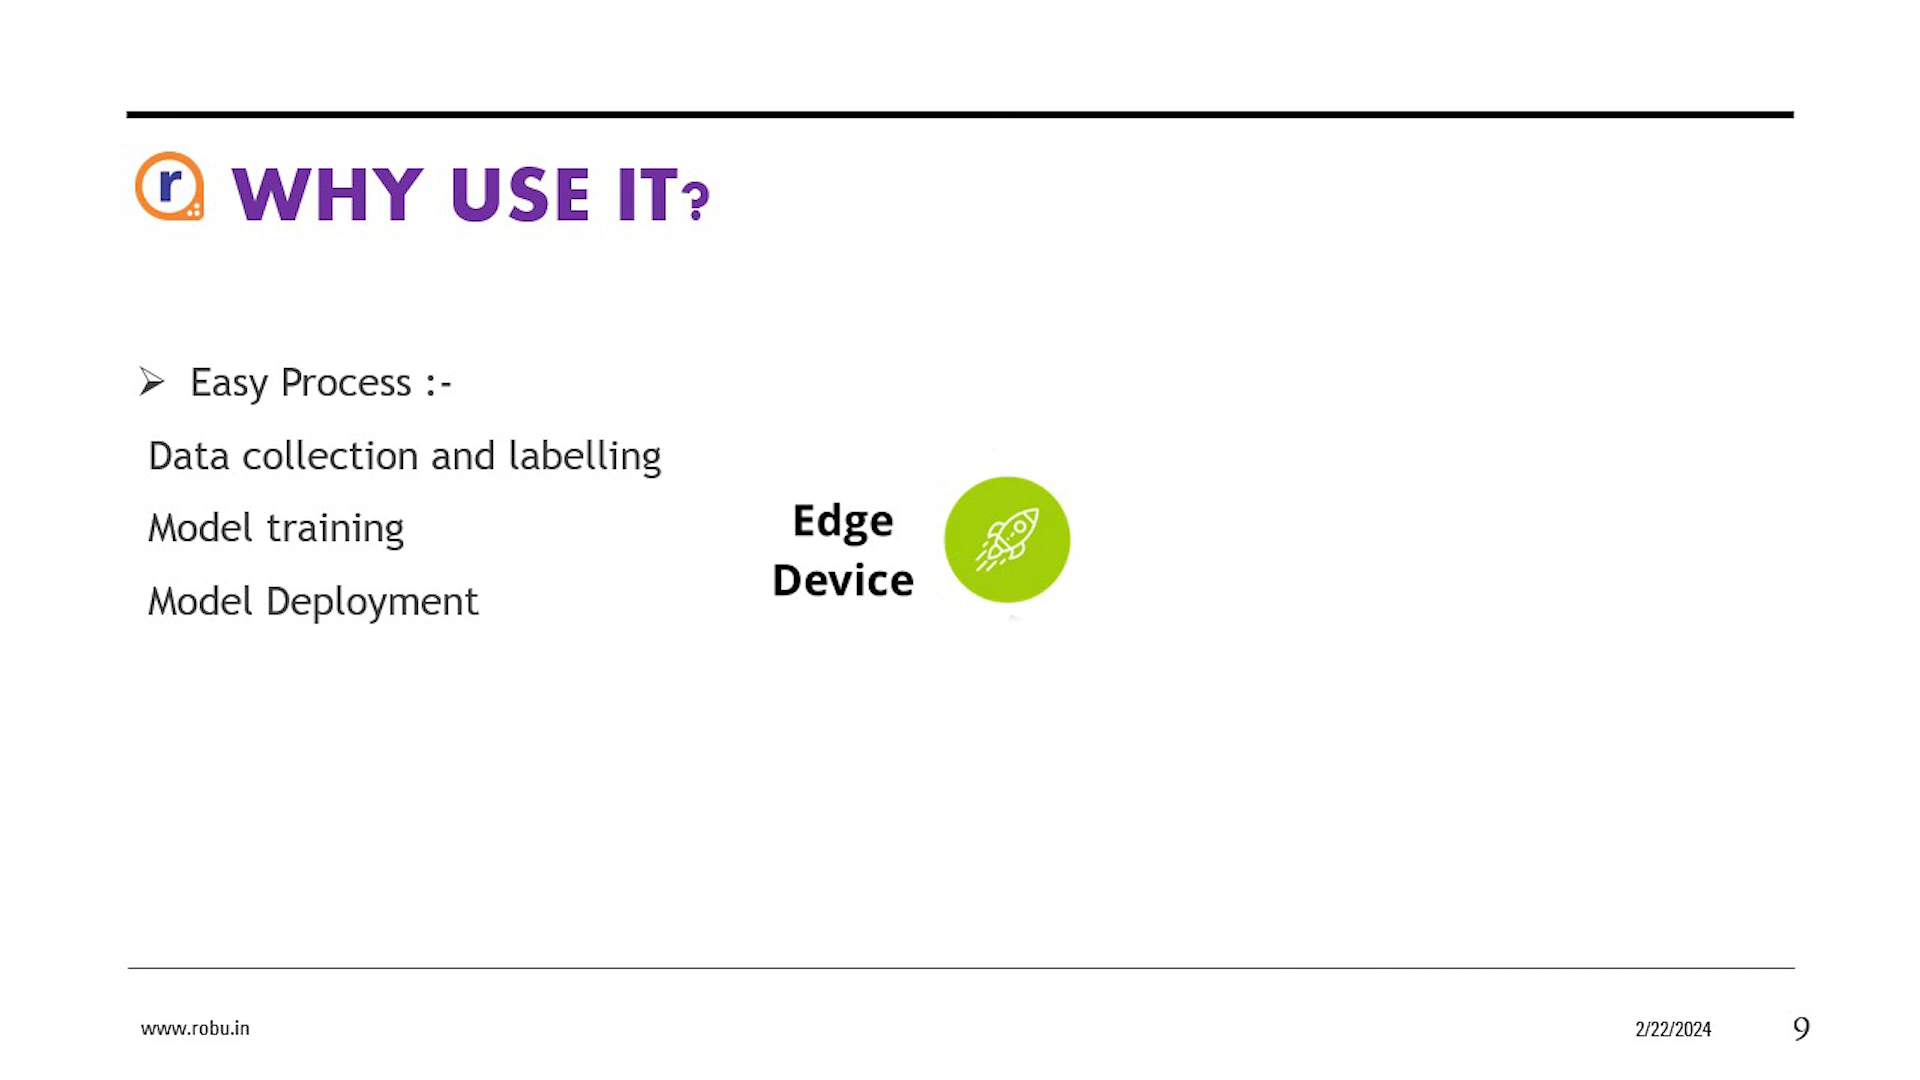 r WHY USE IT?
Easy Process :-
Data collection and labelling
Model training
Model Deployment
Edge
Device
www.robu.in
2/22/2024
9